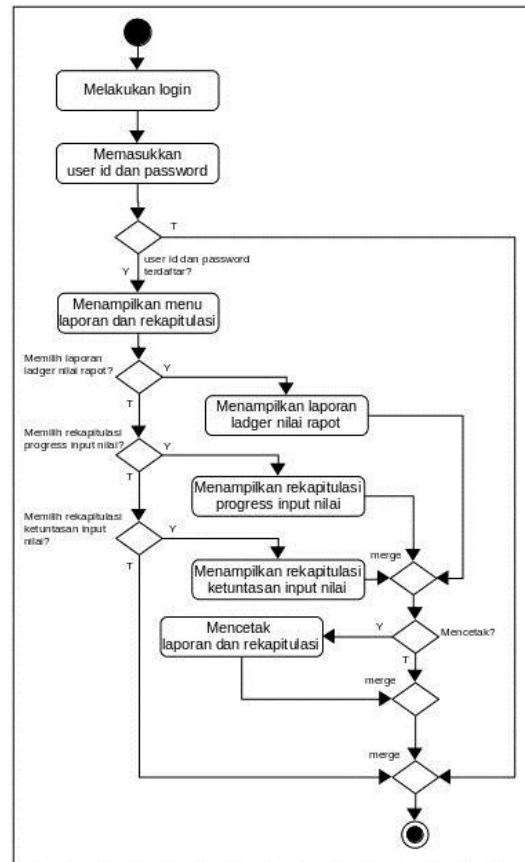 Melakukan login
Memasukkan
user id dan password
T
user id dan password
terdaftar?
Y
Menampilkan menu
laporan dan rekapitulasi
Memilih laporan
ladger nilai rapot?
Y
T
Menampilkan laporan
ladger nilai rapot
Memilih rekapitulasi
progress input nilai?
Y
T
Menampilkan rekapitulasi
progress input nilai
Memilih rekapitulasi
ketuntasan input
nilai?
Y
T
Menampilkan rekapitulasi
ketuntasan input nilai
merge
Mencetak
laporan dan rekapitulasi
Y
Mencetak?
T
merge
merge